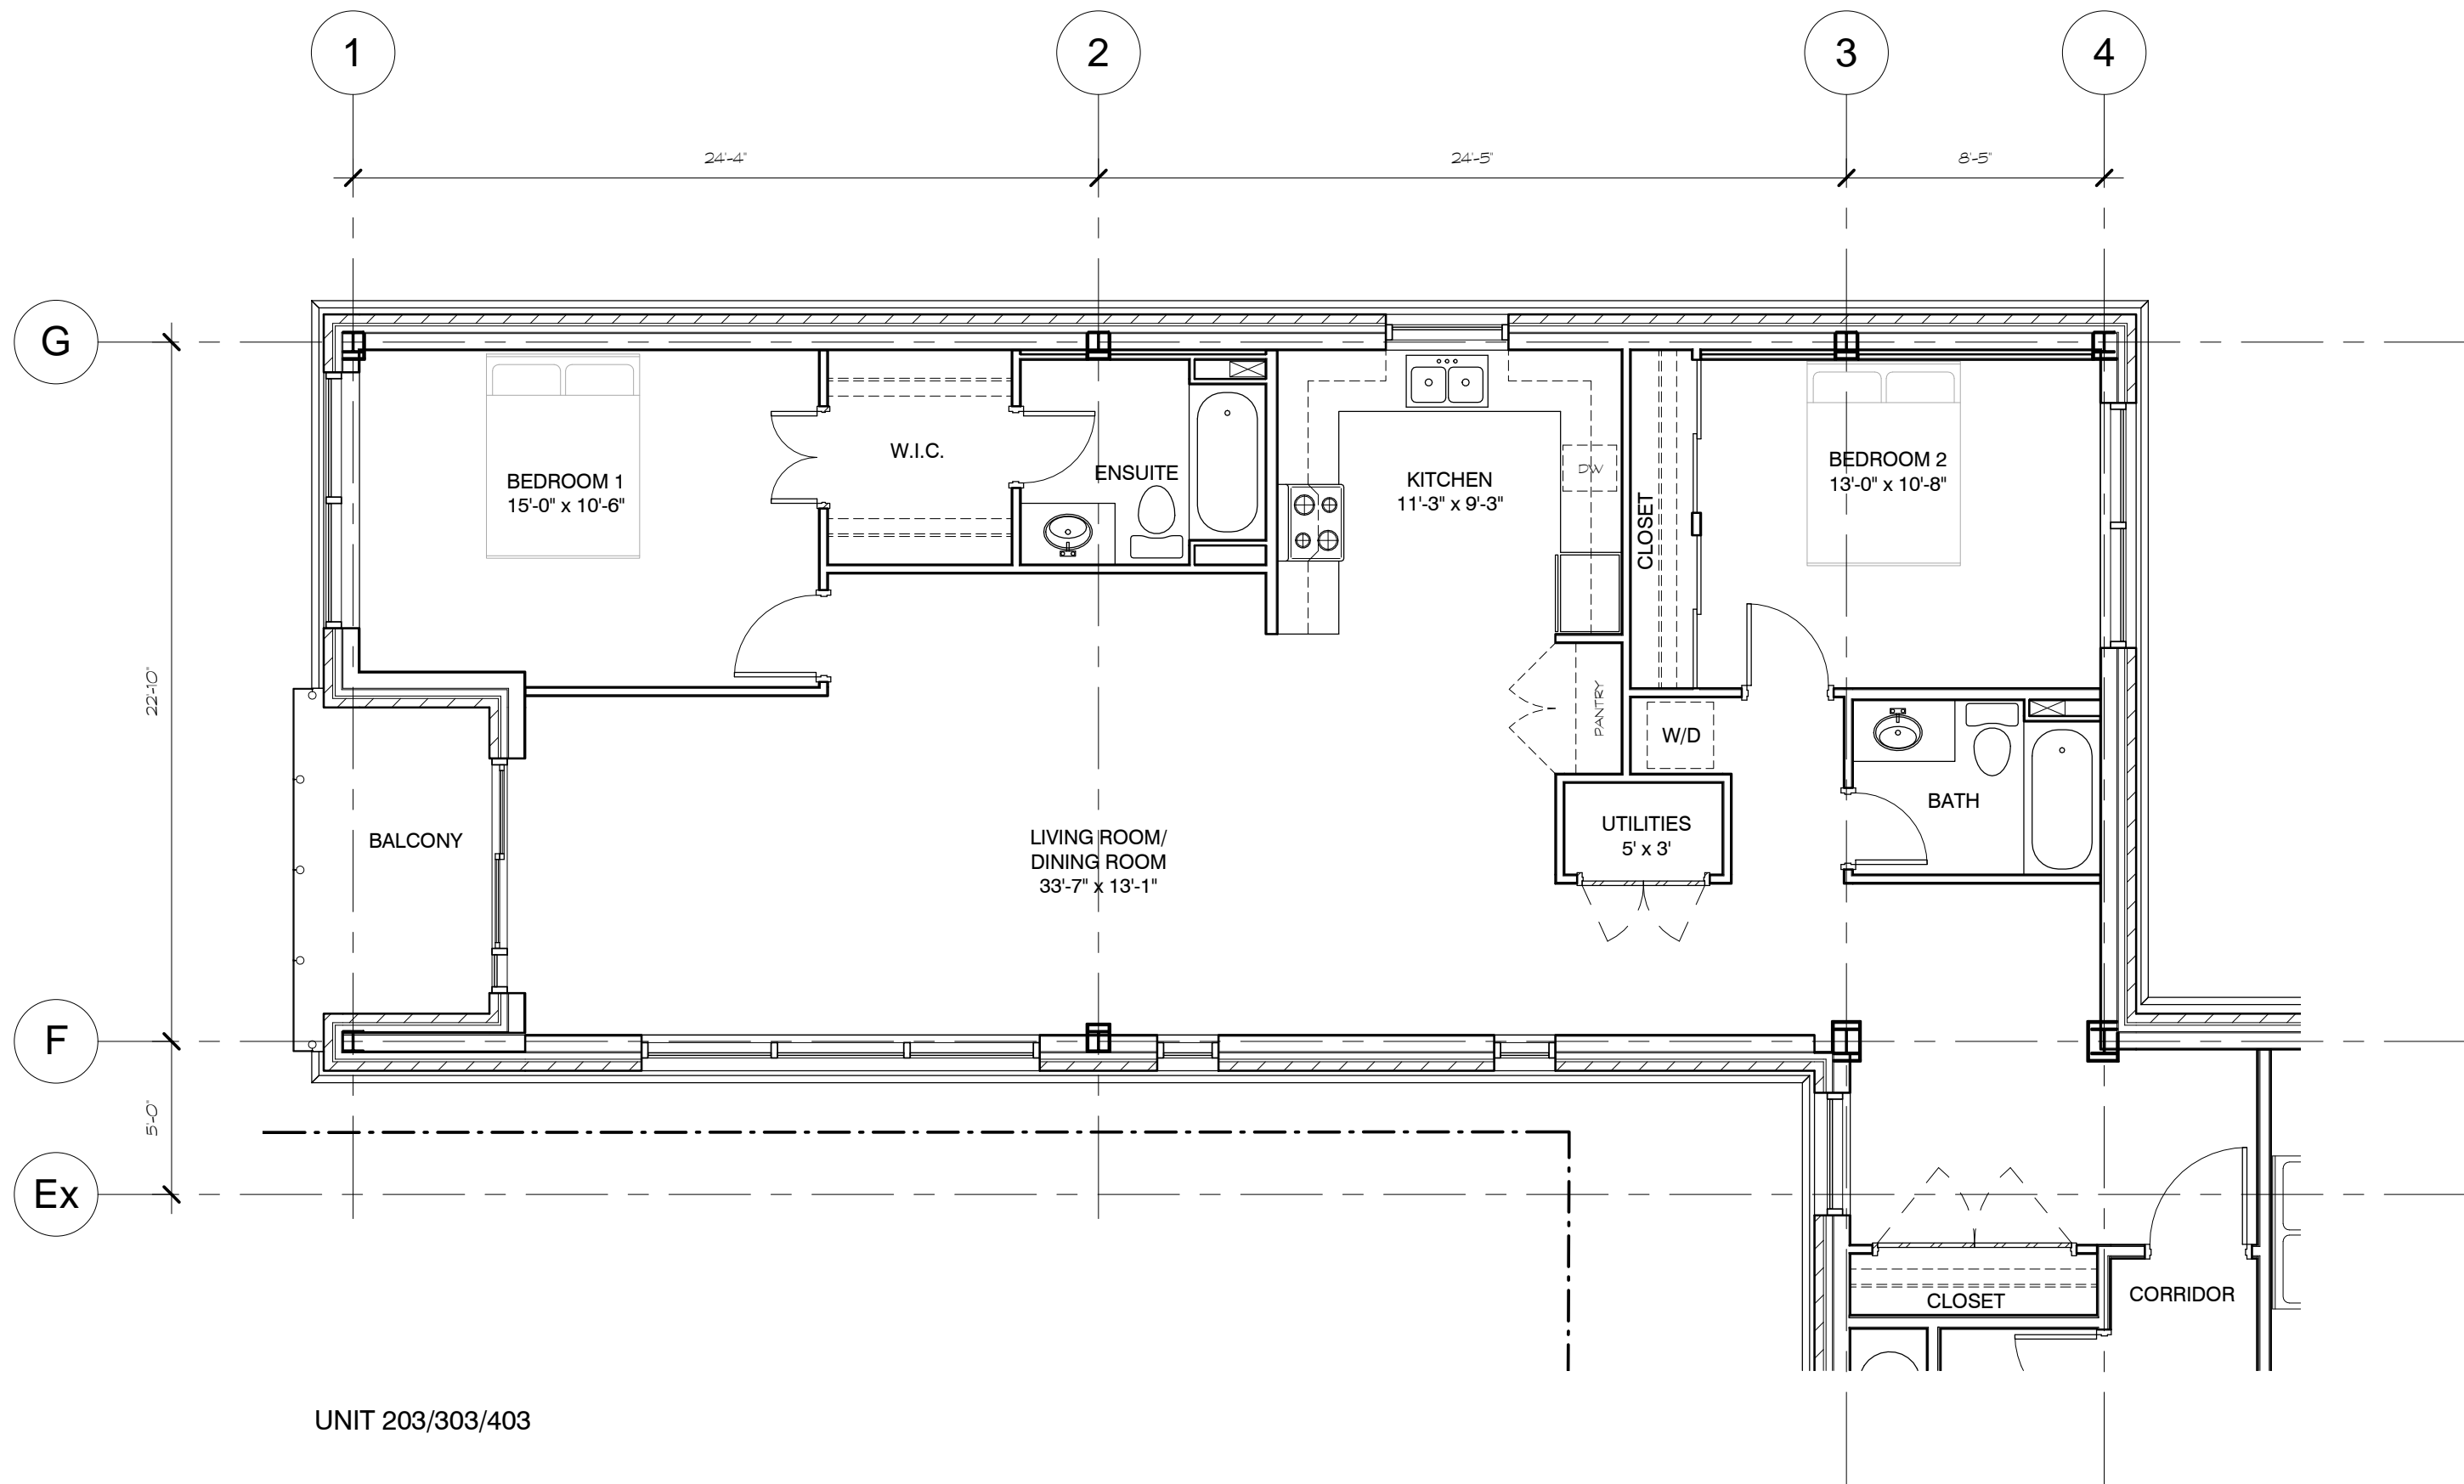 1
2
3
4
24'-4"
24'-5"
8'-5"
G
22'-10"
F
5'-0"
Ex
BEDROOM 1
15'-0" x 10'-6"
W.I.C.
ENSUITE
KITCHEN
11'-3" x 9'-3"
DW
CLOSET
BEDROOM 2
13'-0" x 10'-8"
PANTRY
W/D
BALCONY
LIVING ROOM/
DINING ROOM
33'-7" x 13'-1"
UTILITIES
5' x 3'
BATH
CLOSET
CORRIDOR
UNIT 203/303/403